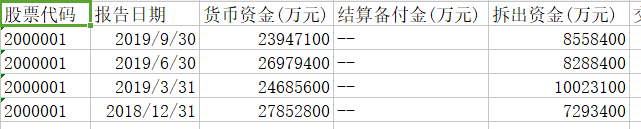 股票代码 报告日期 货币资金(万元) 结算备付金(万元) 拆出资金(万元)
2000001 2019/9/30 23947100 -- 8558400
2000001 2019/6/30 26979400 -- 8288400
2000001 2019/3/31 24685600 -- 10023100
2000001 2018/12/31 27852800 -- 7293400